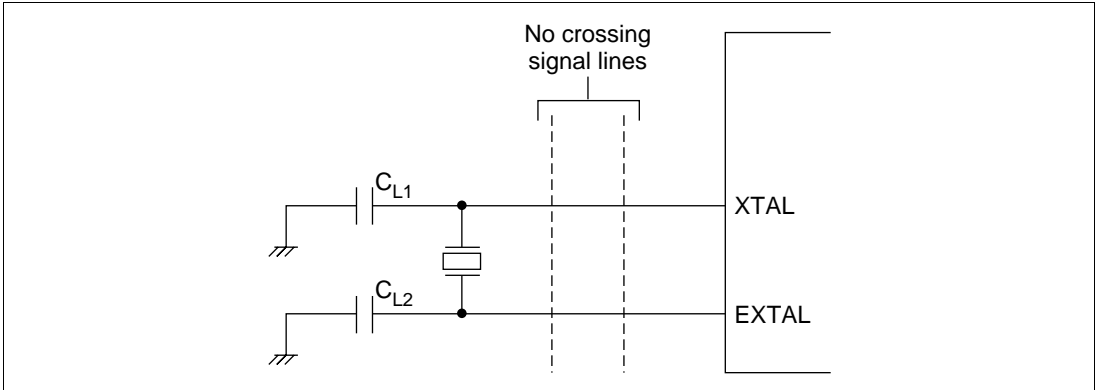 No crossing
signal lines
CL1
XTAL
CL2
EXTAL